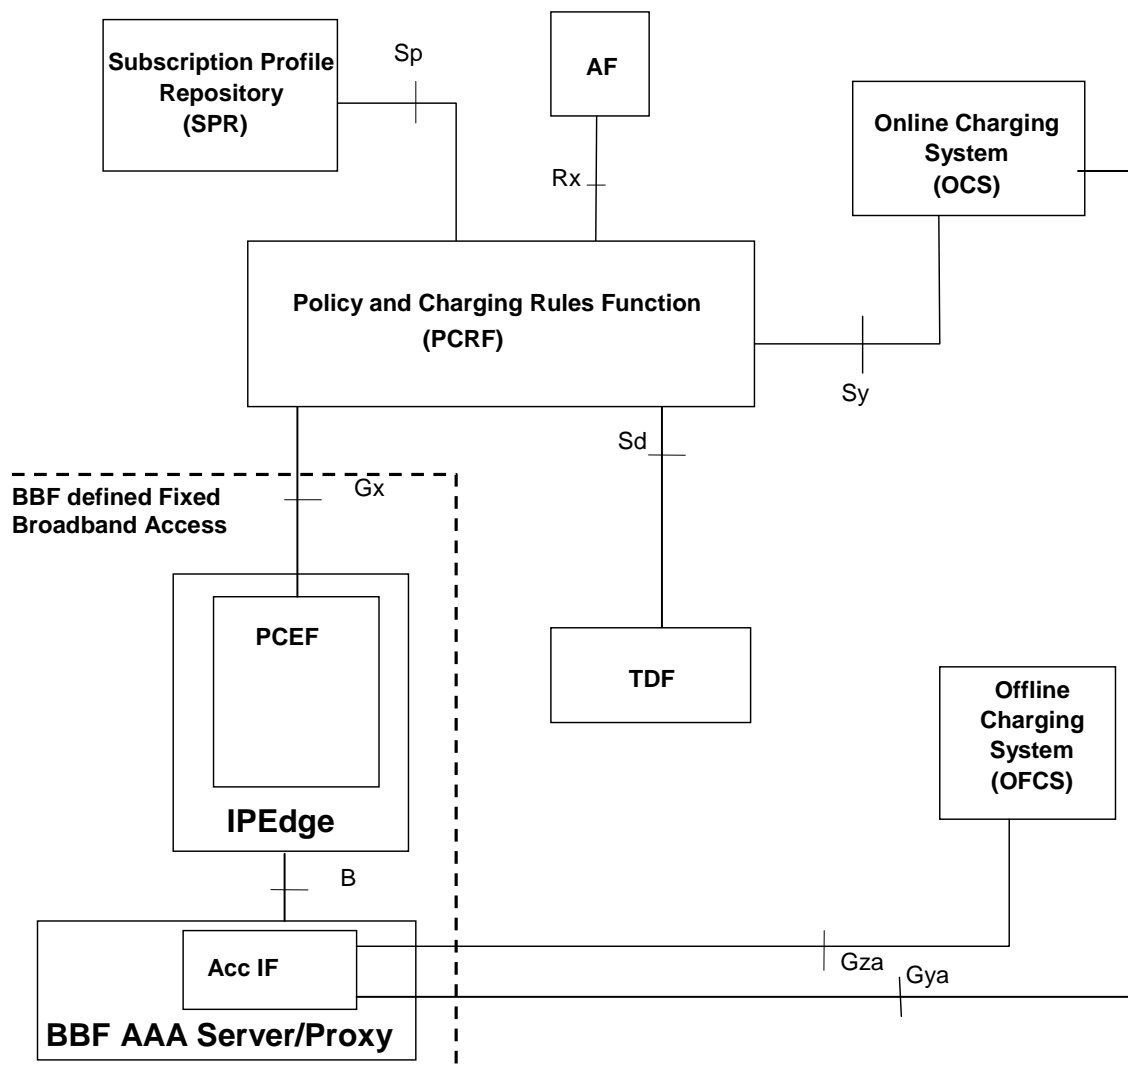 Subscription Profile
Repository
(SPR)
Sp
AF
Rx
Online Charging
System
(OCS)
Policy and Charging Rules Function
(PCRF)
Sy
Sd
Gx
BBF defined Fixed
Broadband Access
PCEF
IPEdge
TDF
Offline
Charging
System
(OFCS)
B
Acc IF
BBF AAA Server/Proxy
Gza
Gya